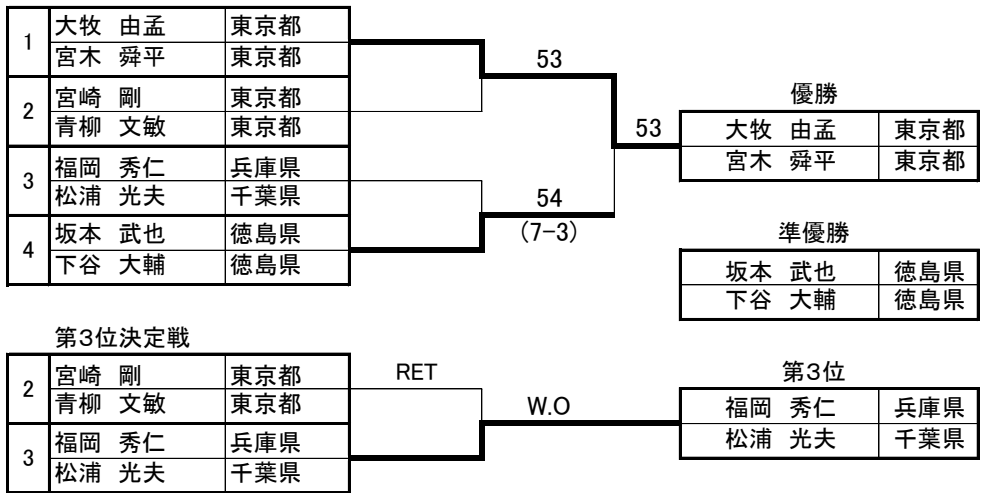 1 大牧 由孟 東京都
宮木 舜平 東京都
2 宮崎 剛 東京都
青柳 文敏 東京都
3 福岡 秀仁 兵庫県
松浦 光夫 千葉県
4 坂本 武也 徳島県
下谷 大輔 徳島県
53
54
(7-3)
53
優勝
大牧 由孟 東京都
宮木 舜平 東京都
準優勝
坂本 武也 徳島県
下谷 大輔 徳島県
第3位決定戦
2 宮崎 剛 東京都
青柳 文敏 東京都
3 福岡 秀仁 兵庫県
松浦 光夫 千葉県
RET
W.O
第3位
福岡 秀仁 兵庫県
松浦 光夫 千葉県